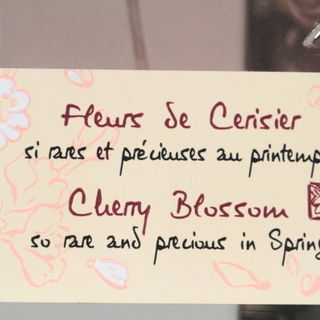 Fleurs de Cerisier
si rares et précieuses au printemp
Cherry Blossom
so rare and precious in Spring